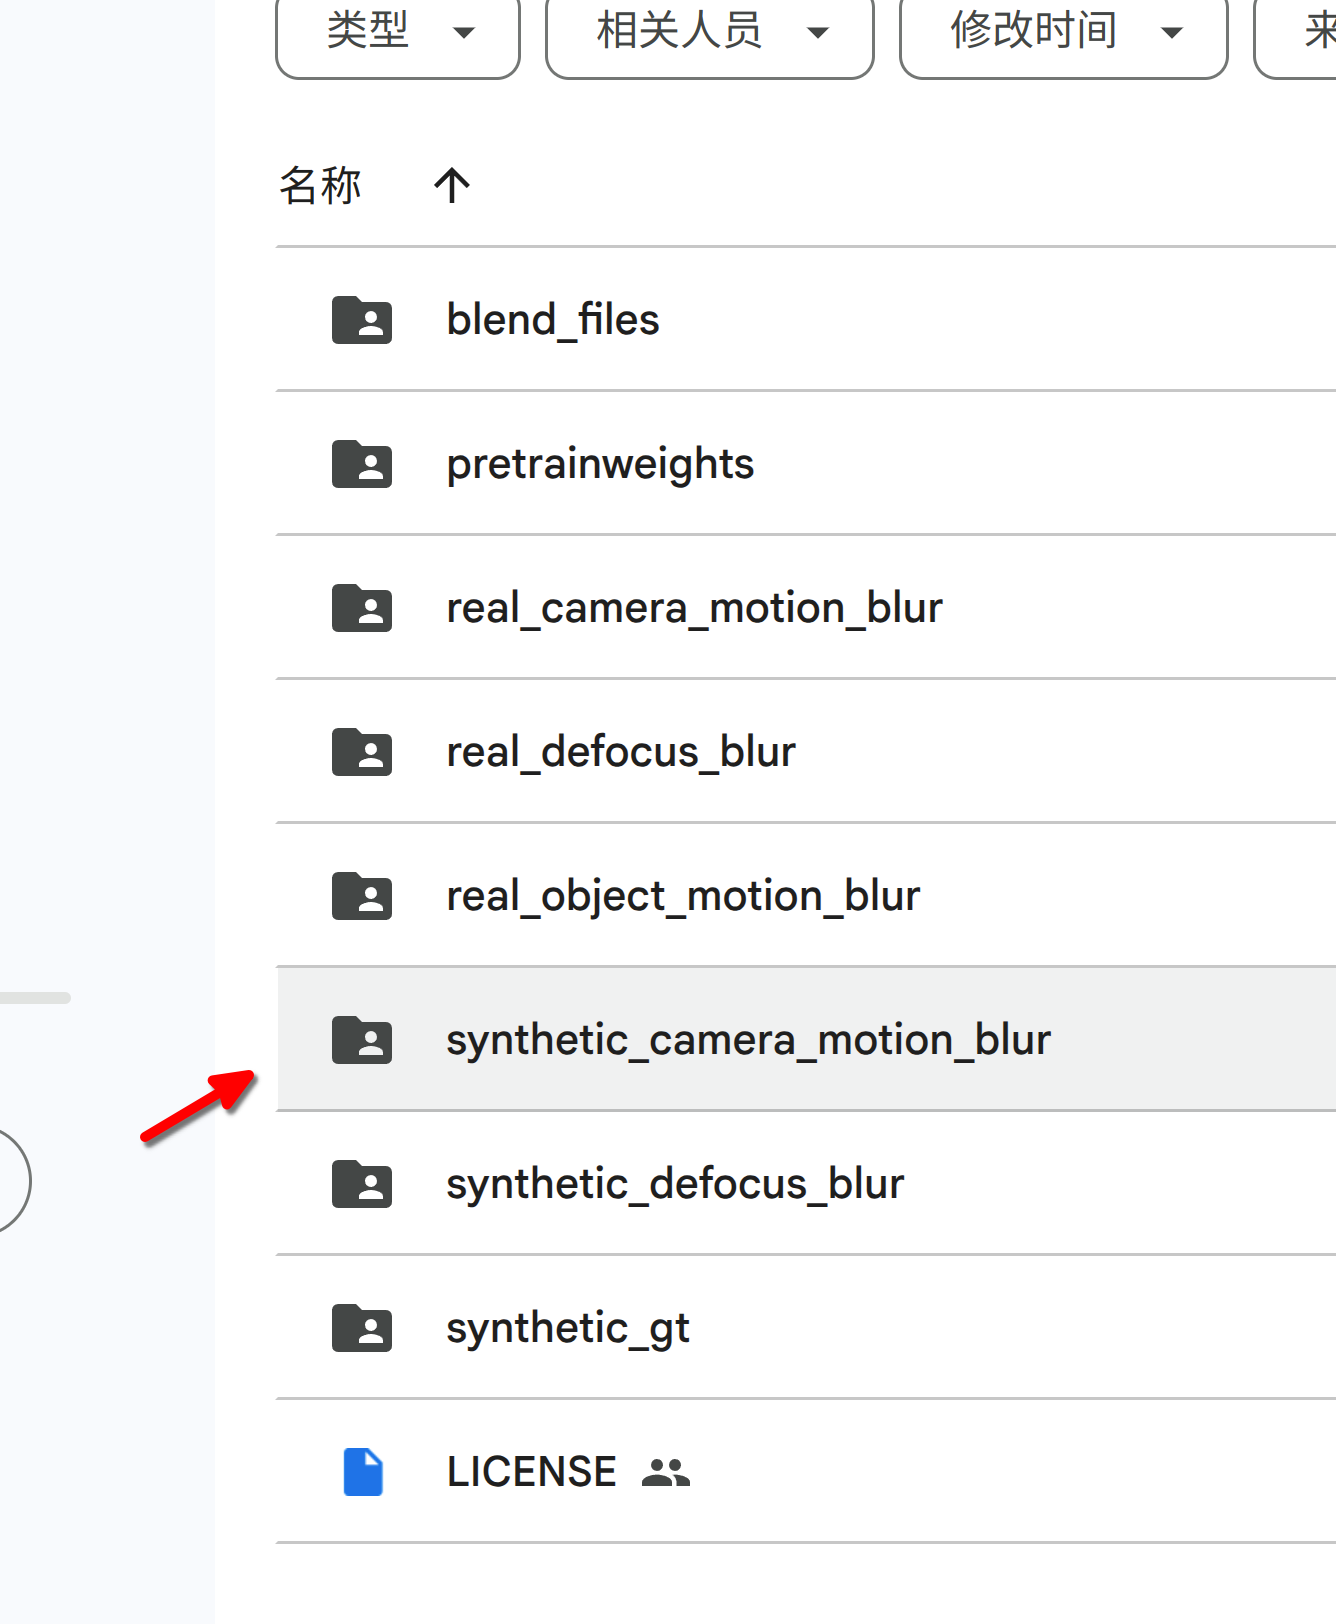 类型
相关人员
修改时间
来
名称
blend_files
pretrainweights
real_camera_motion_blur
real_defocus_blur
real_object_motion_blur
synthetic_camera_motion_blur
synthetic_defocus_blur
synthetic_gt
LICENSE